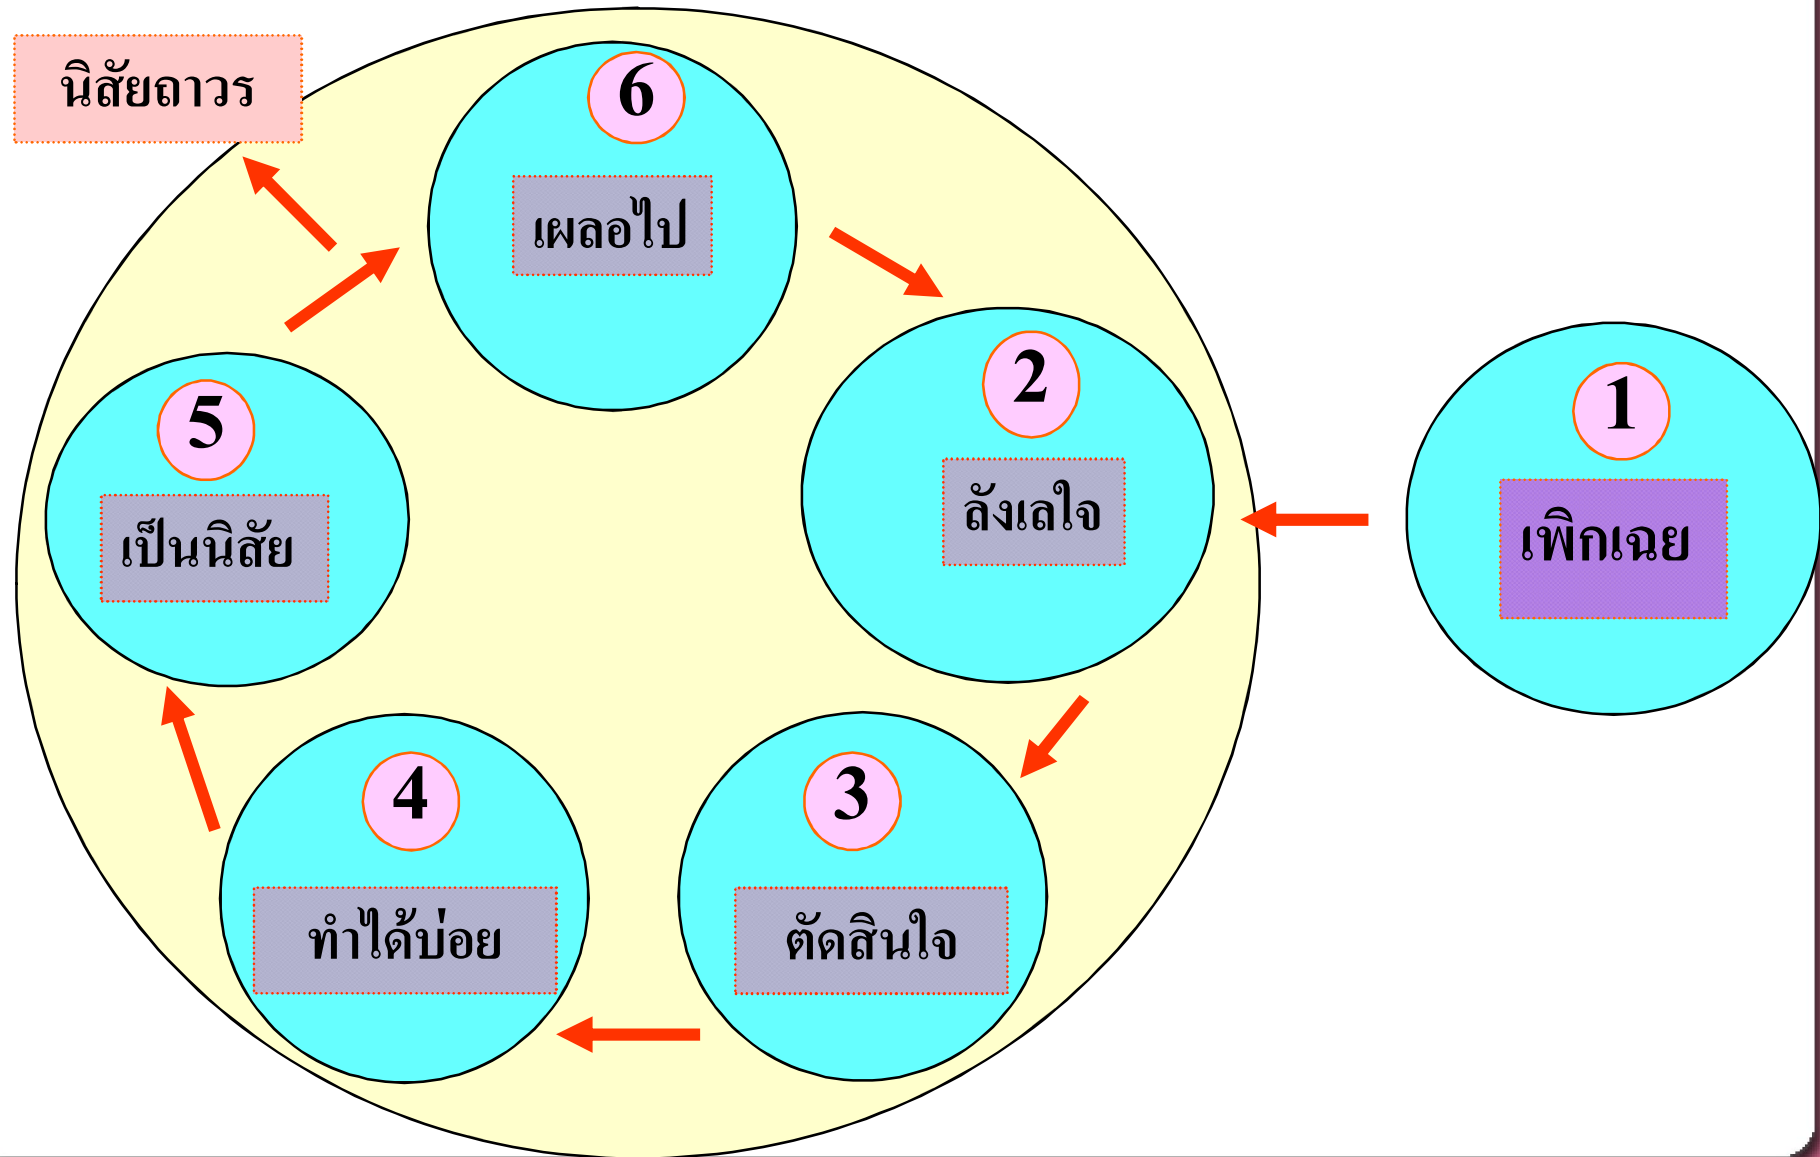 นิสัยถาวร
6
เผลอไป
2
ลังเลใจ
1
เพิกเฉย
5
เป็นนิสัย
4
ทำได้บ่อย
3
ตัดสินใจ